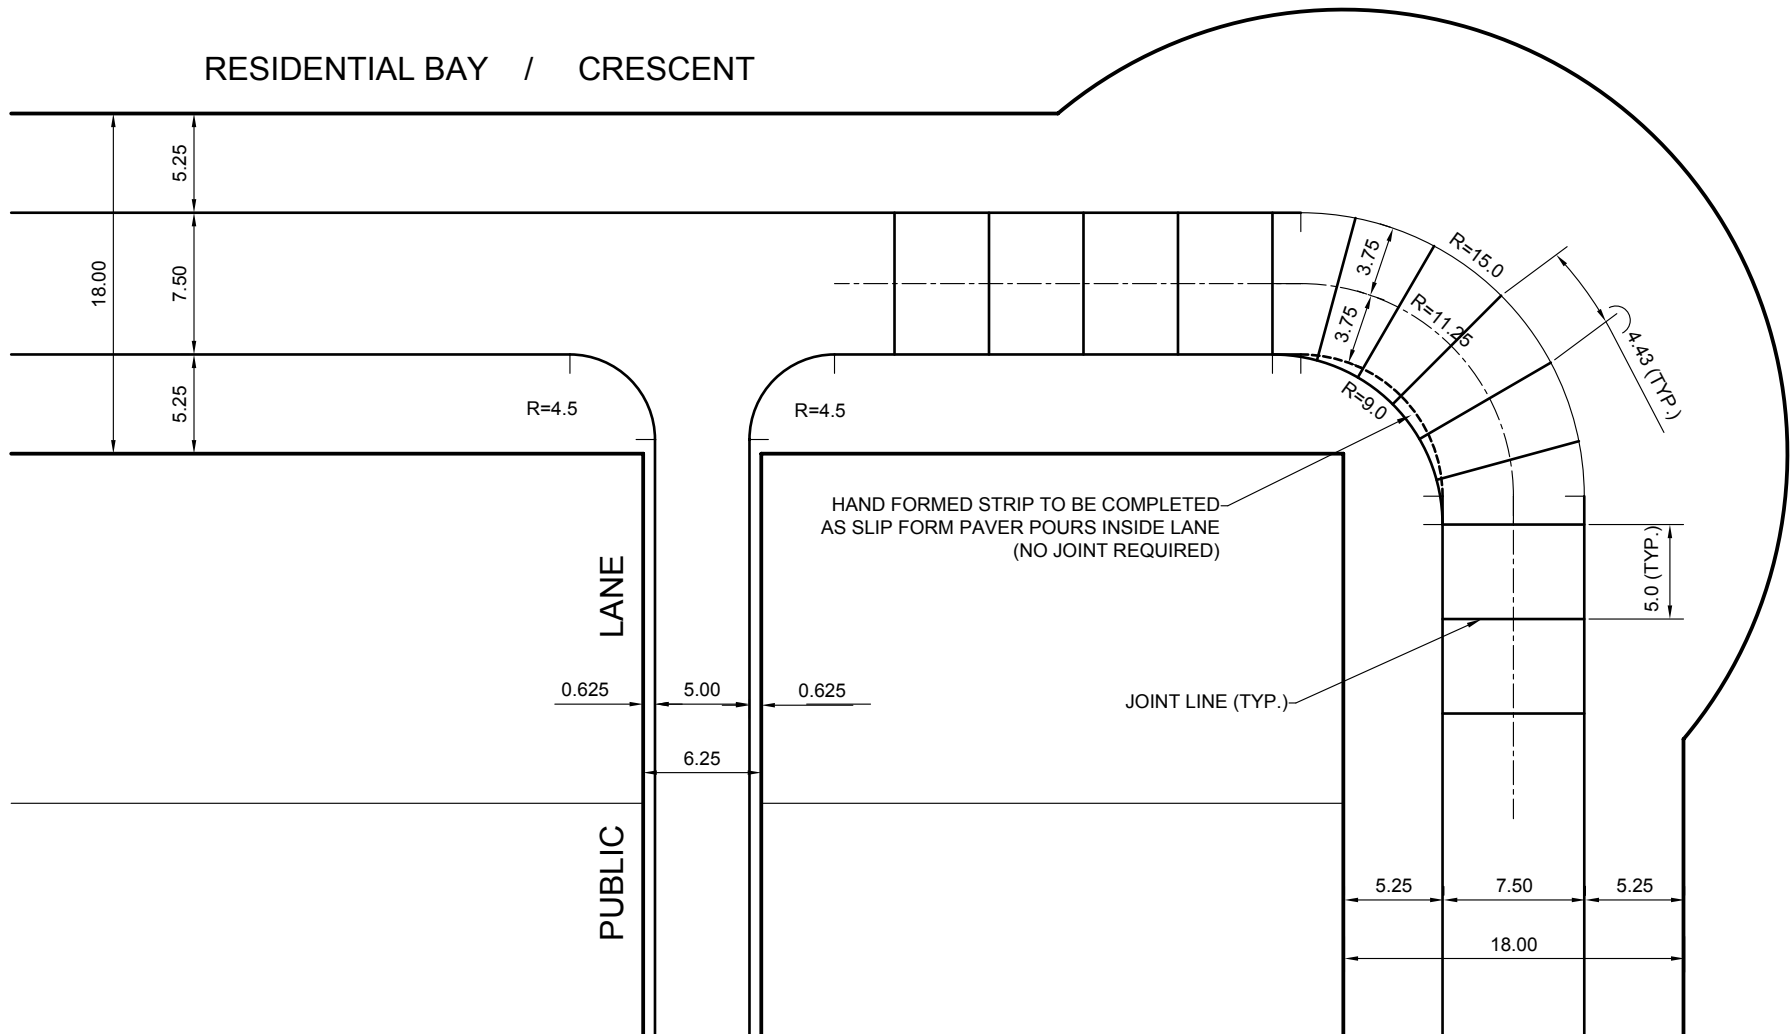 RESIDENTIAL BAY / CRESCENT
5.25
18.00
7.50
5.25
R=4.5
R=4.5
3.75
3.75
R=15.0
R=11.25
R=9.0
4.43 (TYP.)
HAND FORMED STRIP TO BE COMPLETED
AS SLIP FORM PAVER POURS INSIDE LANE
(NO JOINT REQUIRED)
5.0 (TYP.)
JOINT LINE (TYP.)
PUBLIC LANE
0.625
5.00
0.625
6.25
5.25
7.50
5.25
18.00